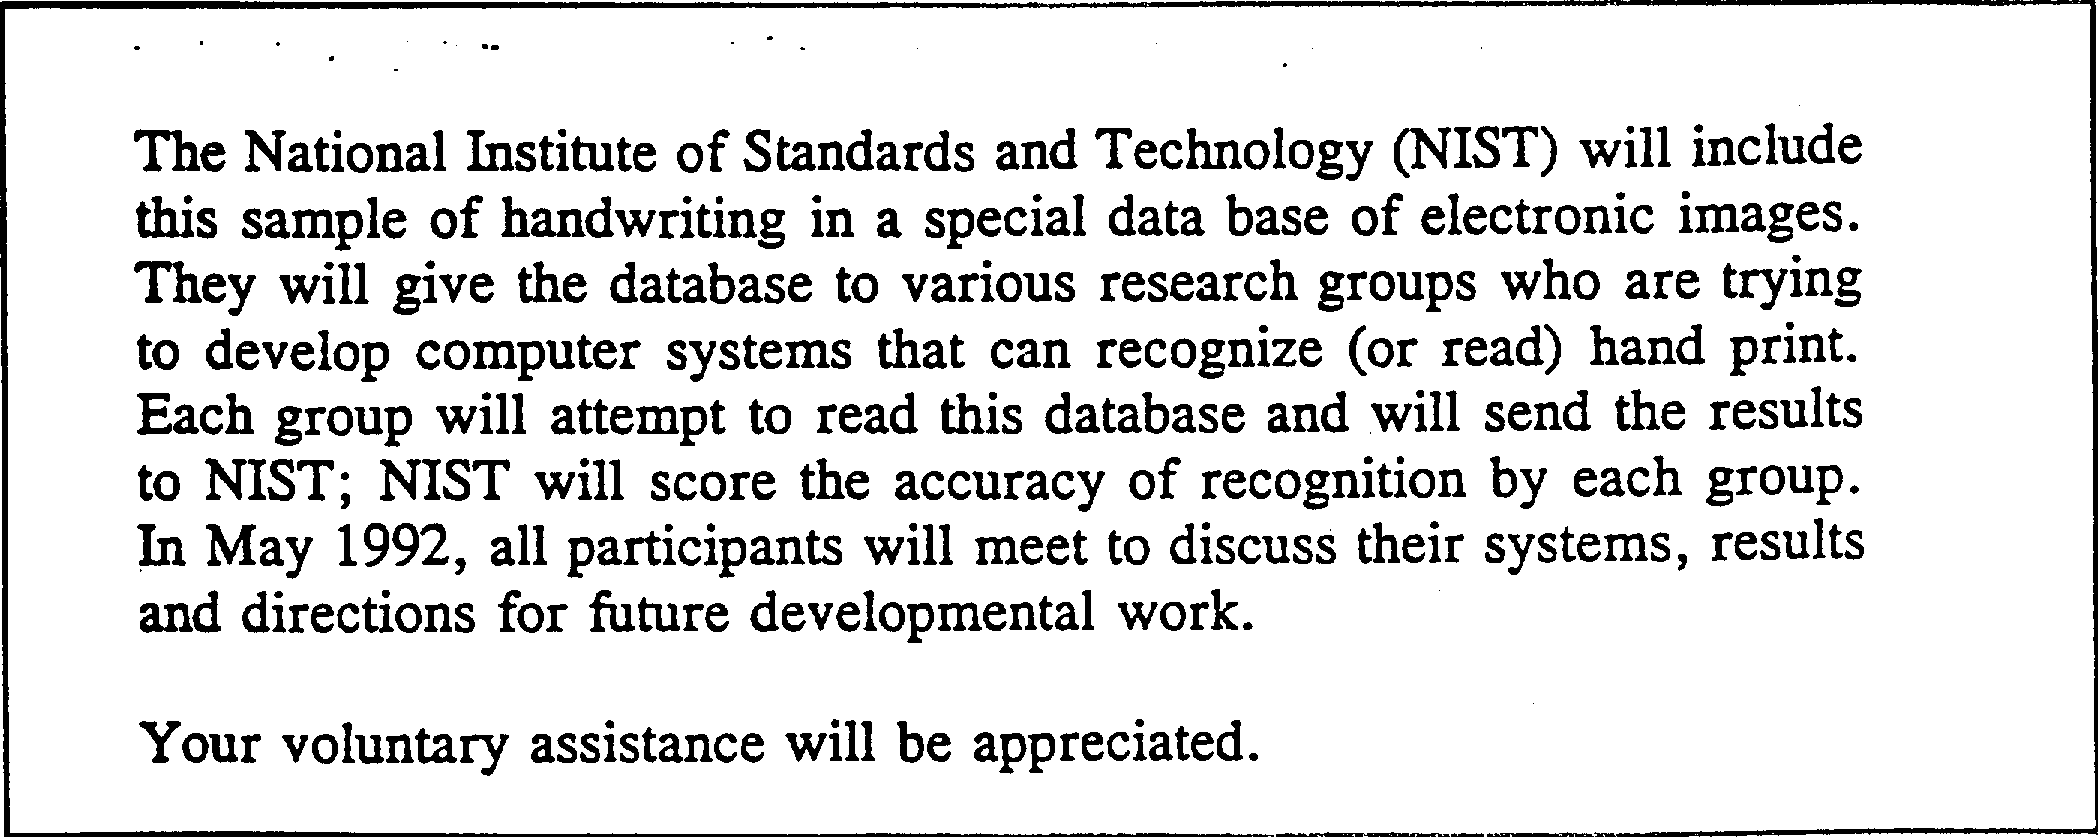 The National Institute of Standards and Technology (NIST) will include
this sample of handwriting in a special data base of electronic images.
They will give the database to various research groups who are trying
to develop computer systems that can recognize (or read) hand print.
Each group will attempt to read this database and will send the results
to NIST; NIST will score the accuracy of recognition by each group.
In May 1992, all participants will meet to discuss their systems, results
and directions for future developmental work.
Your voluntary assistance will be appreciated.